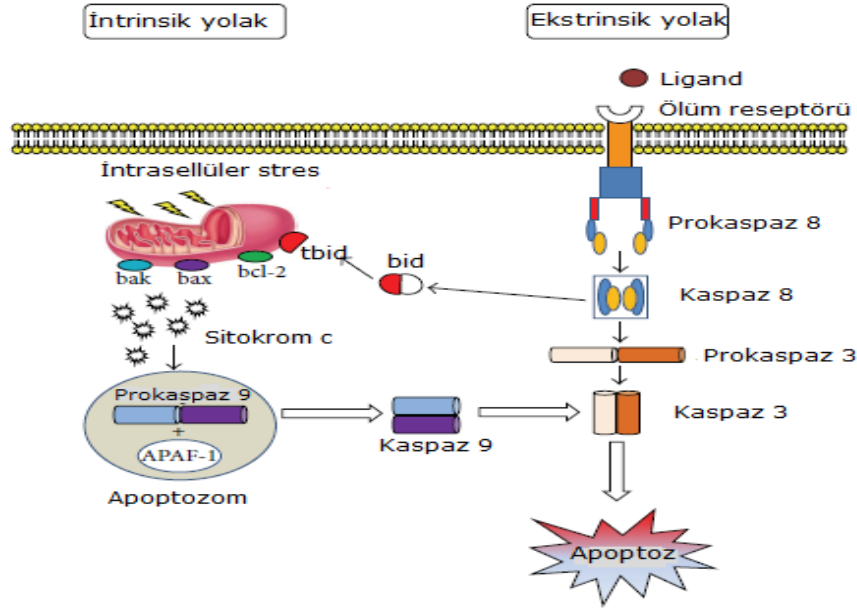 İntrinsik yolak
Ekstrinsik yolak
Ligand
Ölüm reseptörü
İntrasellüler stres
Prokaspaz 8
tbid
bid
bcl-2
bak
bax
Kaspaz 8
Sitokrom c
Prokaspaz 3
Prokaspaz 9
+
APAF-1
Kaspaz 9
Kaspaz 3
Apoptozom
Apoptoz